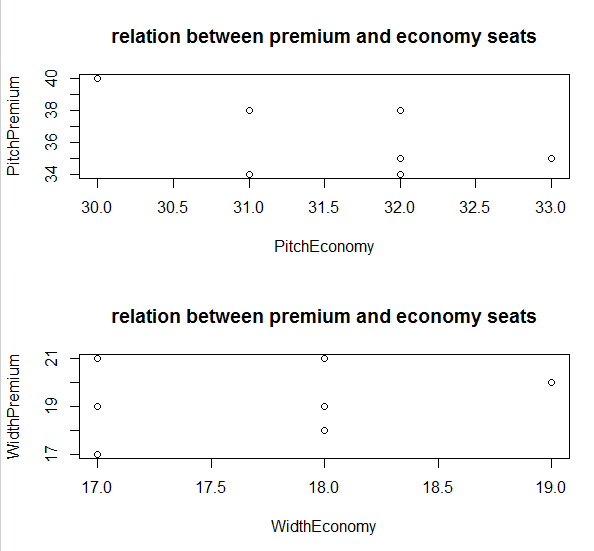 relation between premium and economy seats
PitchPremium
40
38
36
34
30.0 30.5 31.0 31.5 32.0 32.5 33.0
PitchEconomy
relation between premium and economy seats
WidthPremium
21
19
17
17.0 17.5 18.0 18.5 19.0
WidthEconomy